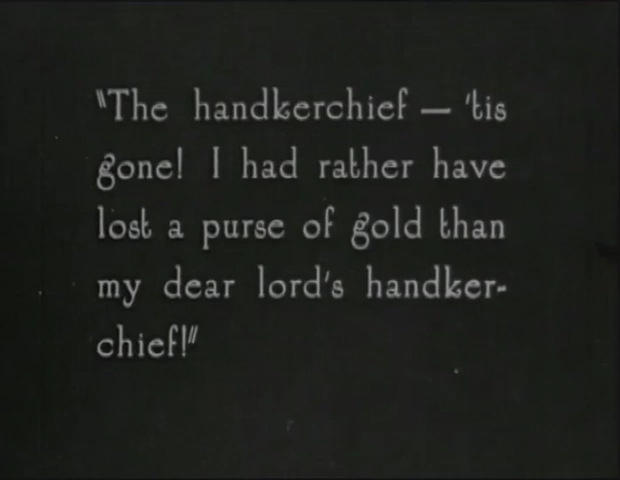 "The handkerchief — 'tis
gone! I had rather have
lost a purse of gold than
my dear lord's handker-
chief!"